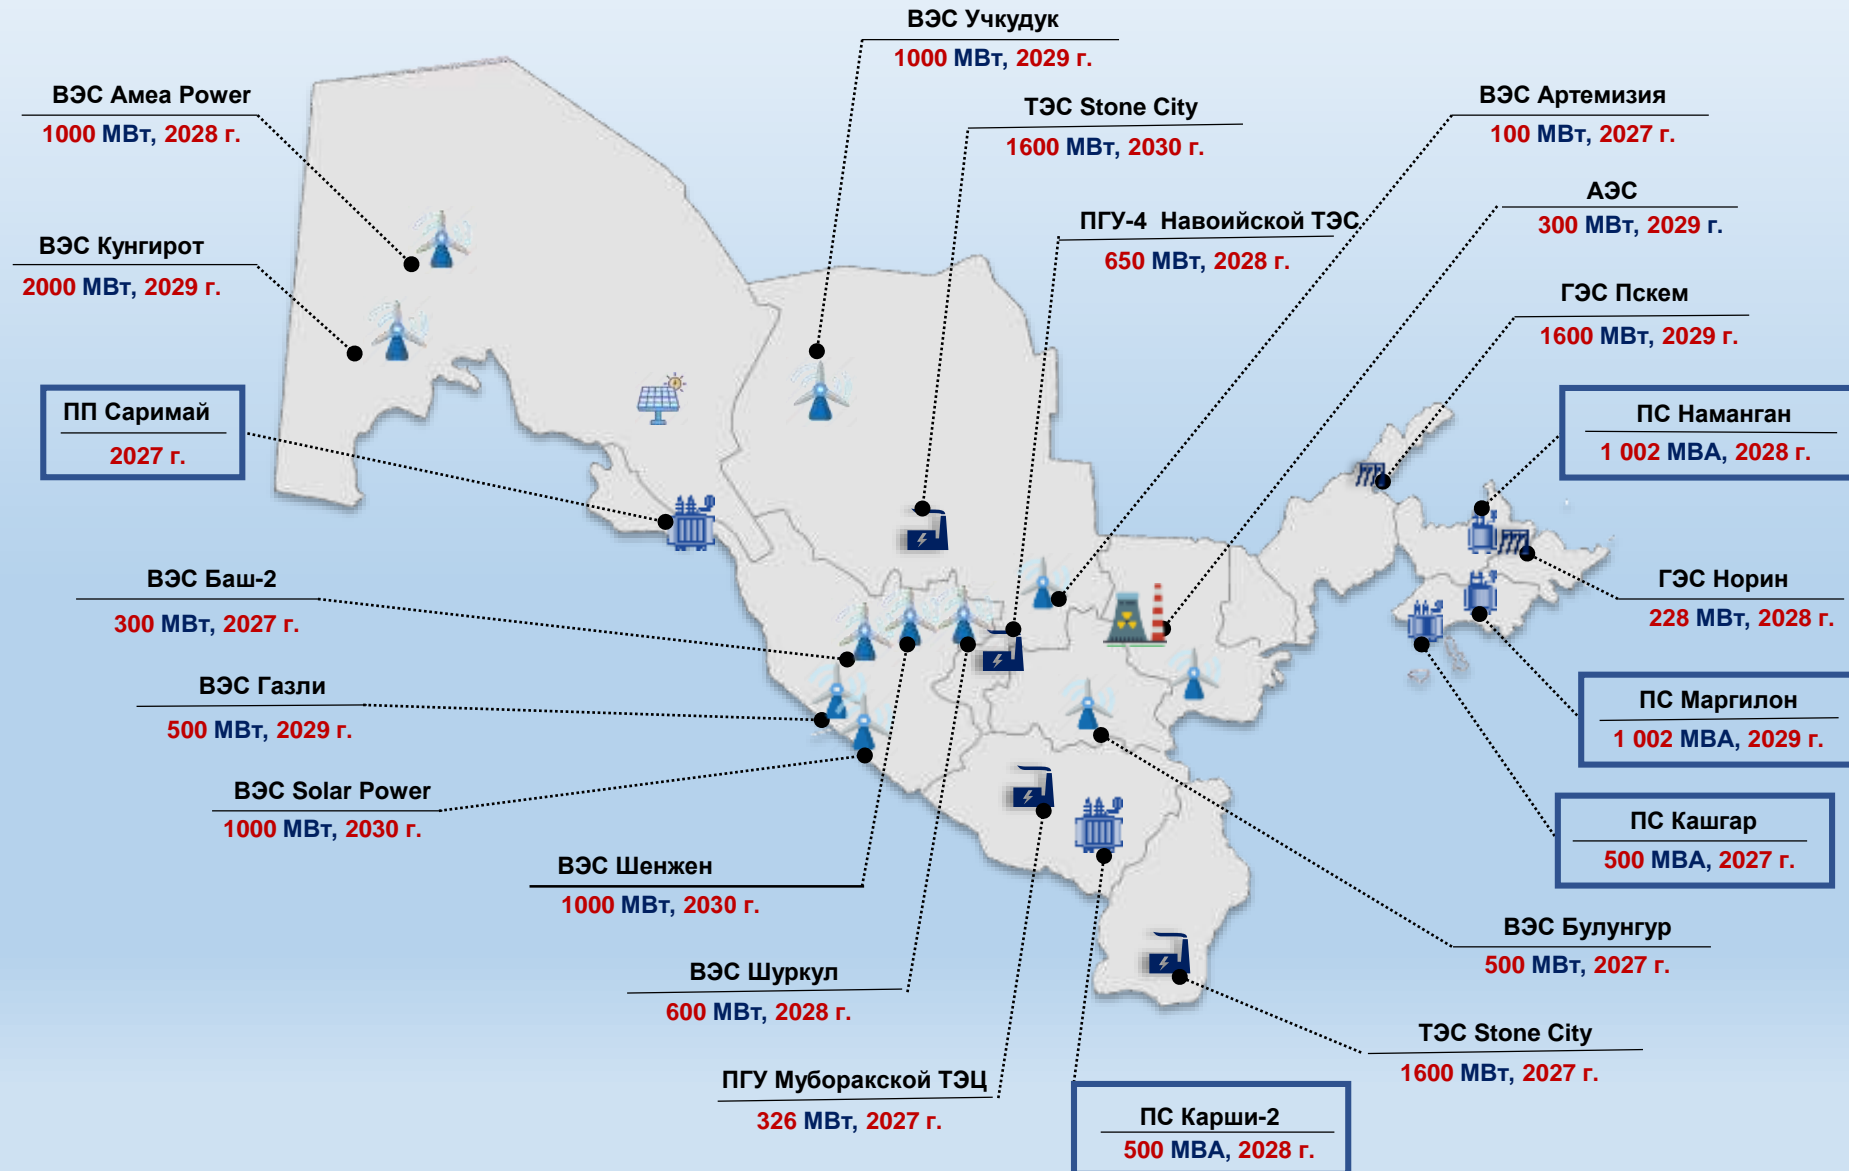 ВЭС Учкудук
1000 МВт, 2029 г.
ВЭС Амеа Power
1000 МВт, 2028 г.
ТЭС Stone City
1600 МВт, 2030 г.
ВЭС Артемизия
100 МВт, 2027 г.
АЭС
300 МВт, 2029 г.
ПГУ-4 Навоийской ТЭС
650 МВт, 2028 г.
ВЭС Кунгирот
2000 МВт, 2029 г.
ГЭС Пскем
1600 МВт, 2029 г.
ПП Саримай
2027 г.
ПС Наманган
1 002 МВА, 2028 г.
ВЭС Баш-2
300 МВт, 2027 г.
ГЭС Норин
228 МВт, 2028 г.
ВЭС Газли
500 МВт, 2029 г.
ПС Маргилон
1 002 МВА, 2029 г.
ВЭС Solar Power
1000 МВт, 2030 г.
ПС Кашгар
500 МВА, 2027 г.
ВЭС Шенжен
1000 МВт, 2030 г.
ВЭС Булунгур
500 МВт, 2027 г.
ВЭС Шуркул
600 МВт, 2028 г.
ТЭС Stone City
1600 МВт, 2027 г.
ПГУ Муборакской ТЭЦ
326 МВт, 2027 г.
ПС Карши-2
500 МВА, 2028 г.